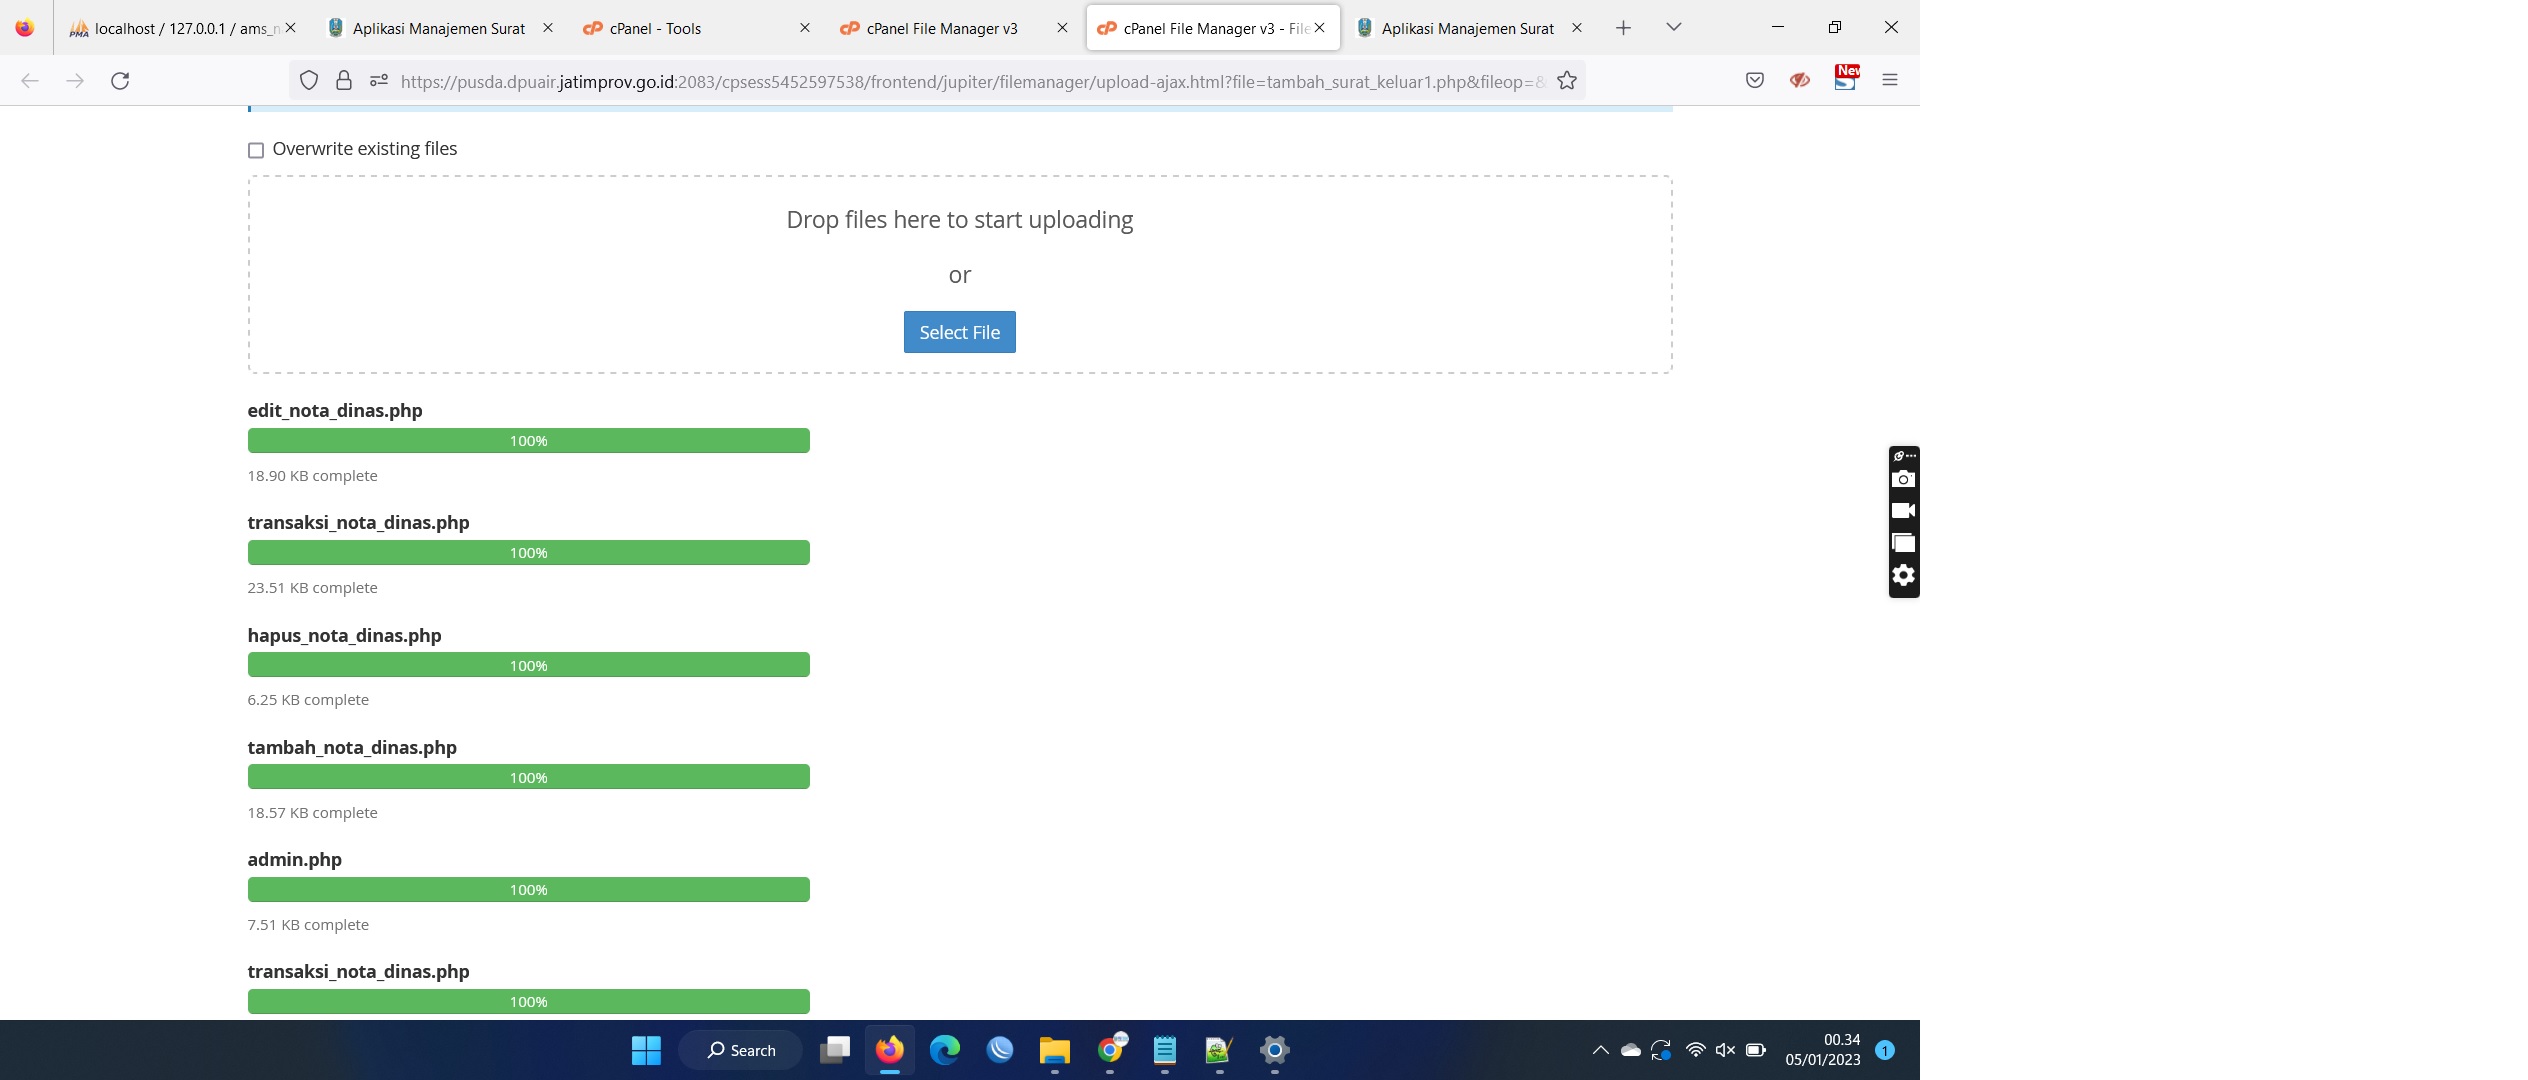 localhost / 127.0.0.1 / ams_n
Aplikasi Manajemen Surat
cPanel - Tools
cPanel File Manager v3
cPanel File Manager v3 - File
Aplikasi Manajemen Surat
https://pusda.dpuair.jatimprov.go.id:2083/cpsess5452597538/frontend/jupiter/filemanager/upload-ajax.html?file=tambah_surat_keluar1.php&fileop=&
New
Overwrite existing files
Drop files here to start uploading
or
Select File
edit_nota_dinas.php
100%
18.90 KB complete
transaksi_nota_dinas.php
100%
23.51 KB complete
hapus_nota_dinas.php
100%
6.25 KB complete
tambah_nota_dinas.php
100%
18.57 KB complete
admin.php
100%
7.51 KB complete
transaksi_nota_dinas.php
100%
Search
00.34
05/01/2023
1